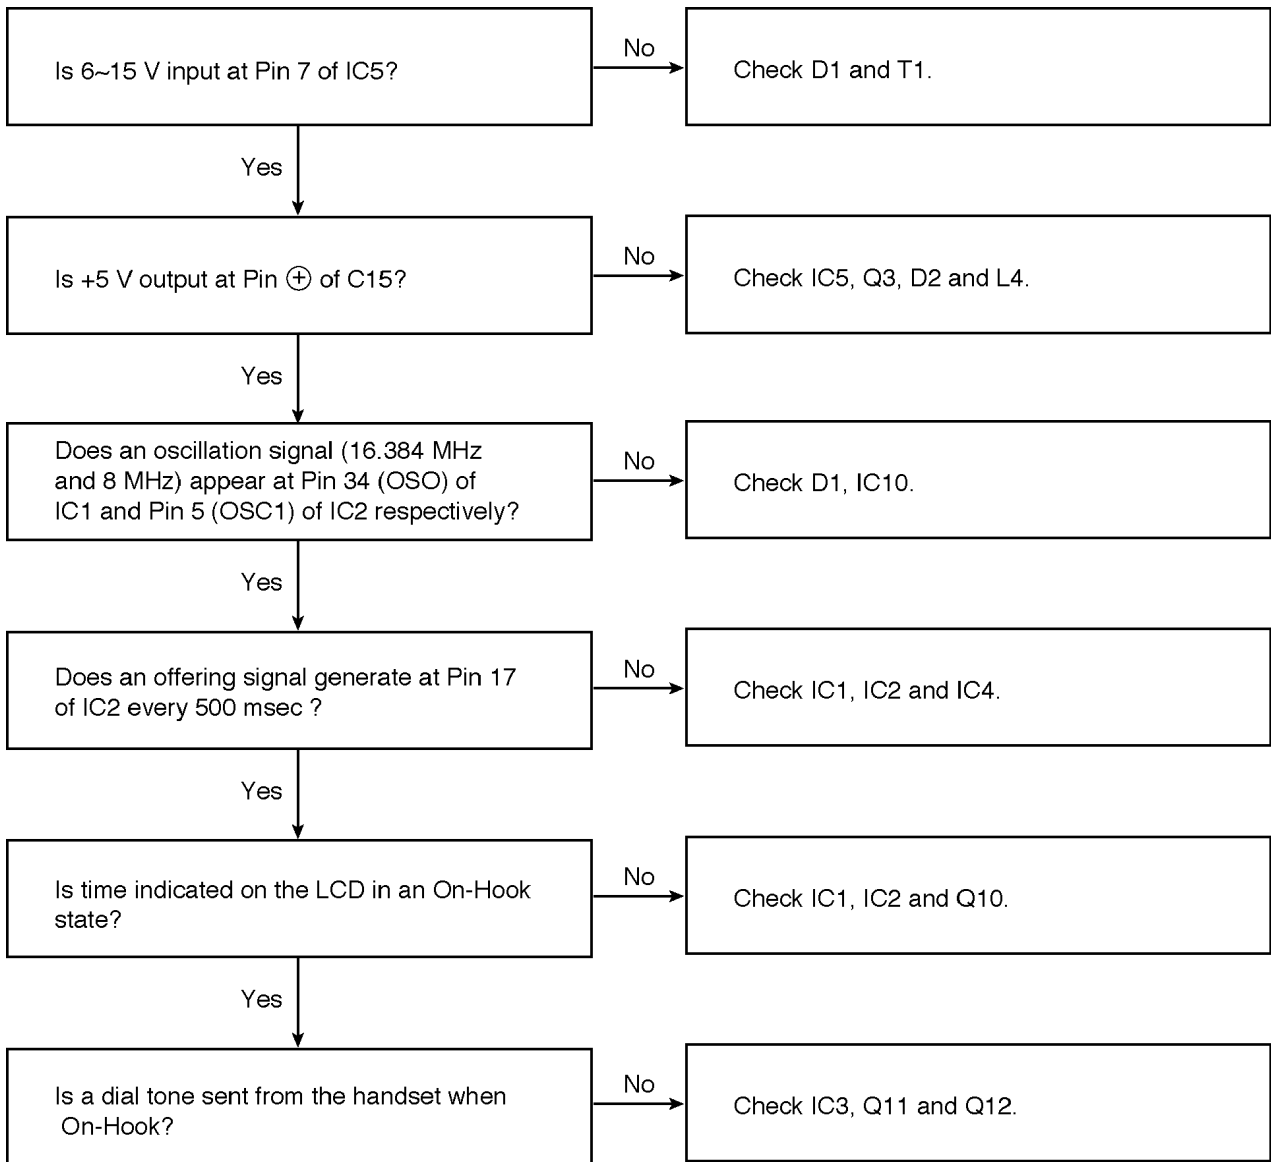 Is 6~15 V input at Pin 7 of IC5?
No
Check D1 and T1.
Yes
Is +5 V output at Pin ⊕ of C15?
No
Check IC5, Q3, D2 and L4.
Yes
Does an oscillation signal (16.384 MHz
and 8 MHz) appear at Pin 34 (OSO) of
IC1 and Pin 5 (OSC1) of IC2 respectively?
No
Check D1, IC10.
Yes
Does an offering signal generate at Pin 17
of IC2 every 500 msec ?
No
Check IC1, IC2 and IC4.
Yes
Is time indicated on the LCD in an On-Hook
state?
No
Check IC1, IC2 and Q10.
Yes
Is a dial tone sent from the handset when
On-Hook?
No
Check IC3, Q11 and Q12.